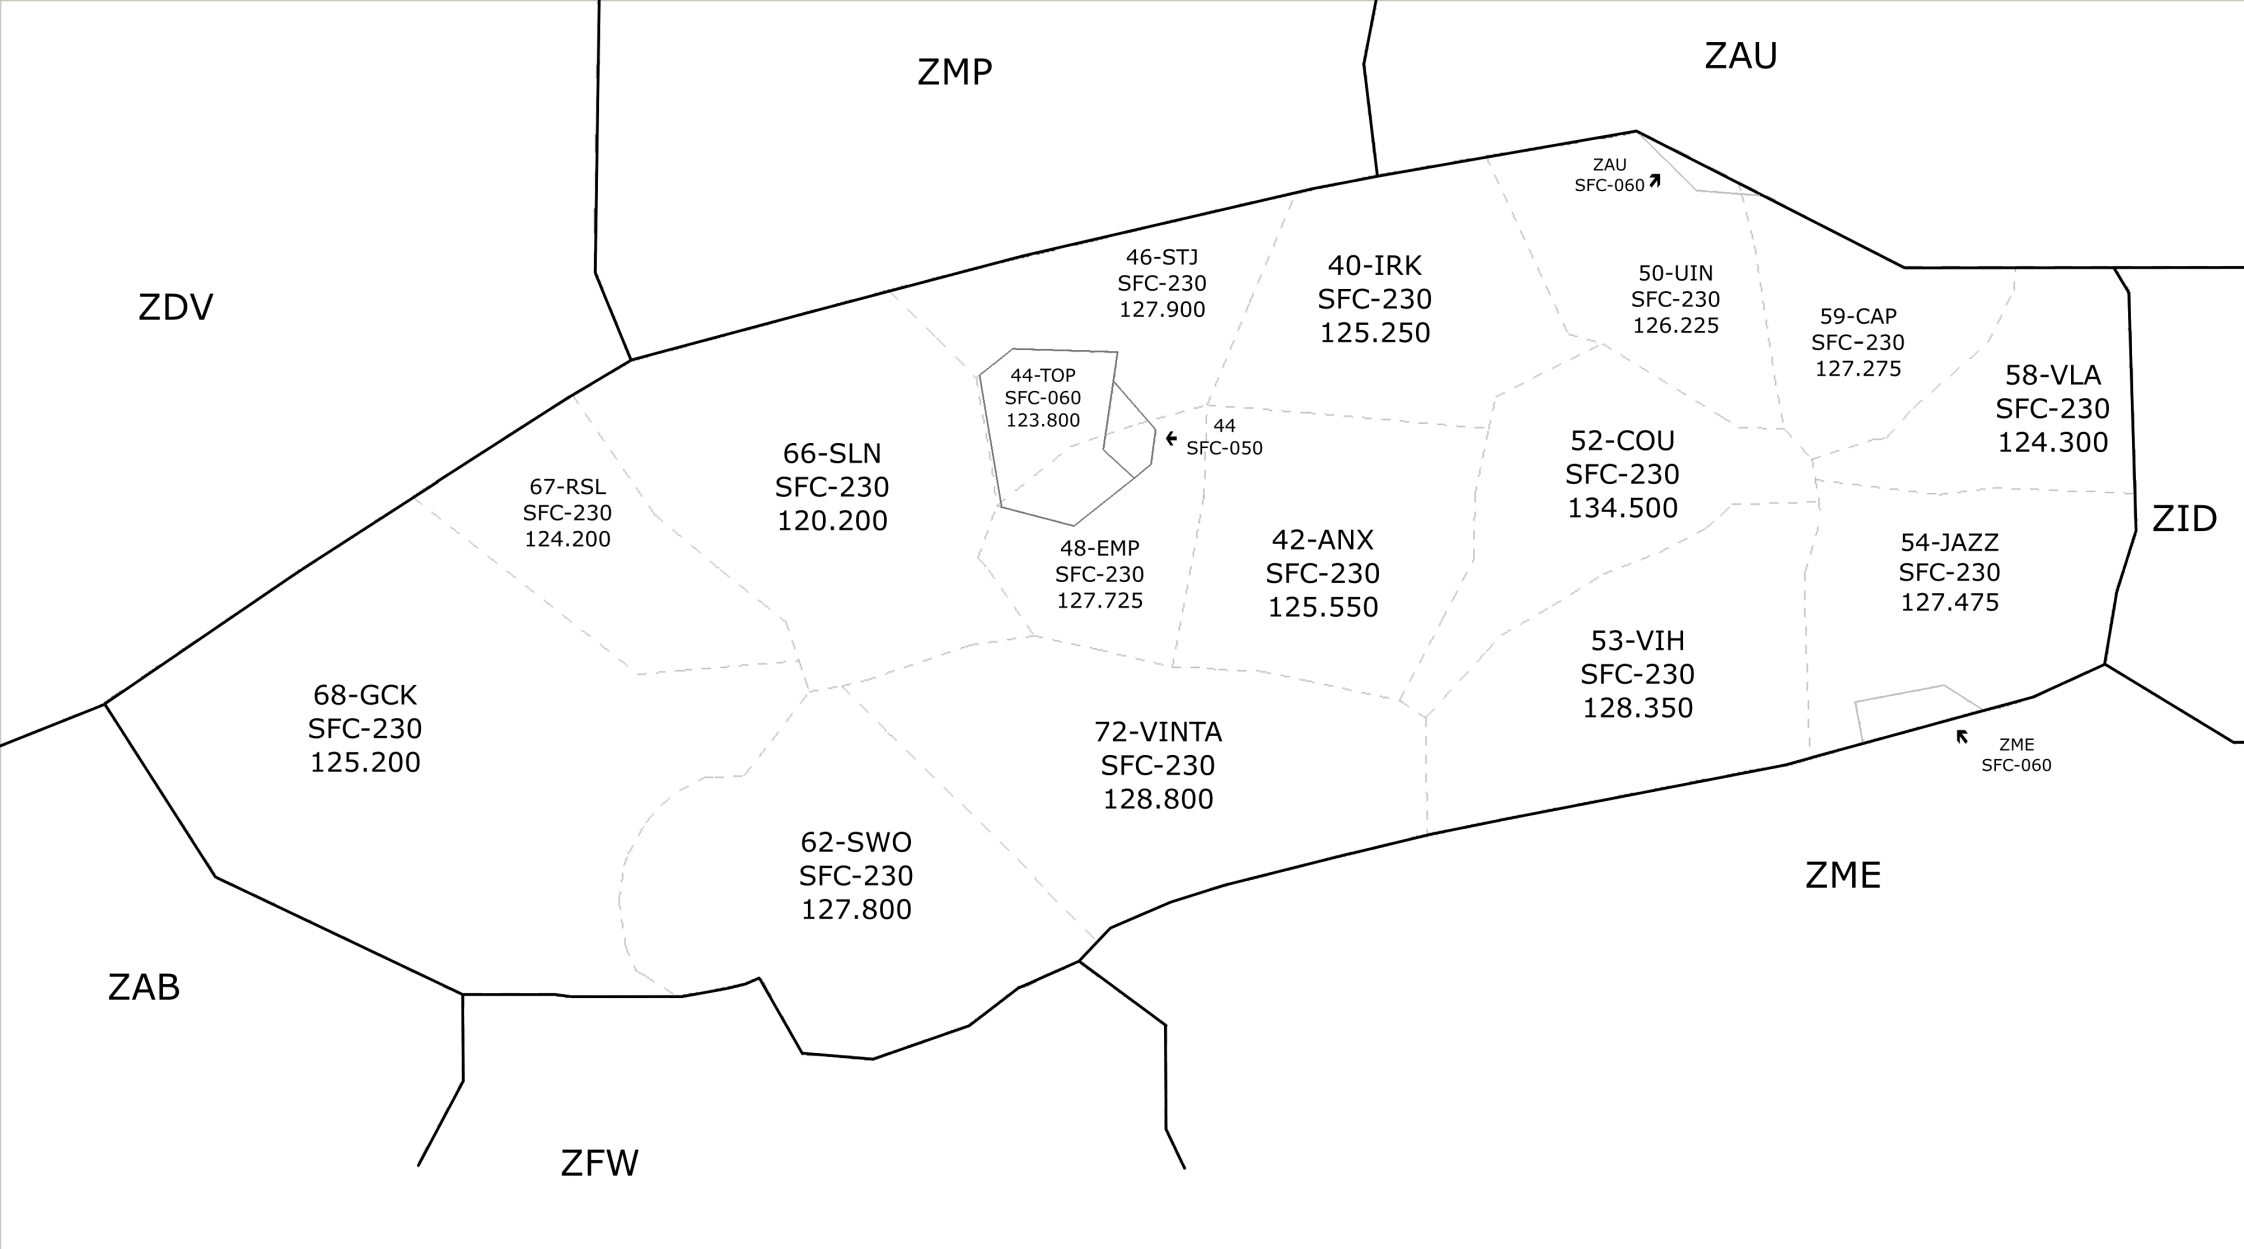 ZAU
ZMP
ZDV
ZAU
SFC-060
46-STJ
SFC-230
127.900
40-IRK
SFC-230
125.250
50-UIN
SFC-230
126.225
59-CAP
SFC-230
127.275
58-VLA
SFC-230
124.300
44-TOP
SFC-060
123.800
44
SFC-050
66-SLN
SFC-230
120.200
67-RSL
SFC-230
124.200
52-COU
SFC-230
134.500
ZID
48-EMP
SFC-230
127.725
42-ANX
SFC-230
125.550
54-JAZZ
SFC-230
127.475
53-VIH
SFC-230
128.350
68-GCK
SFC-230
125.200
72-VINTA
SFC-230
128.800
ZME
SFC-060
62-SWO
SFC-230
127.800
ZME
ZAB
ZFW